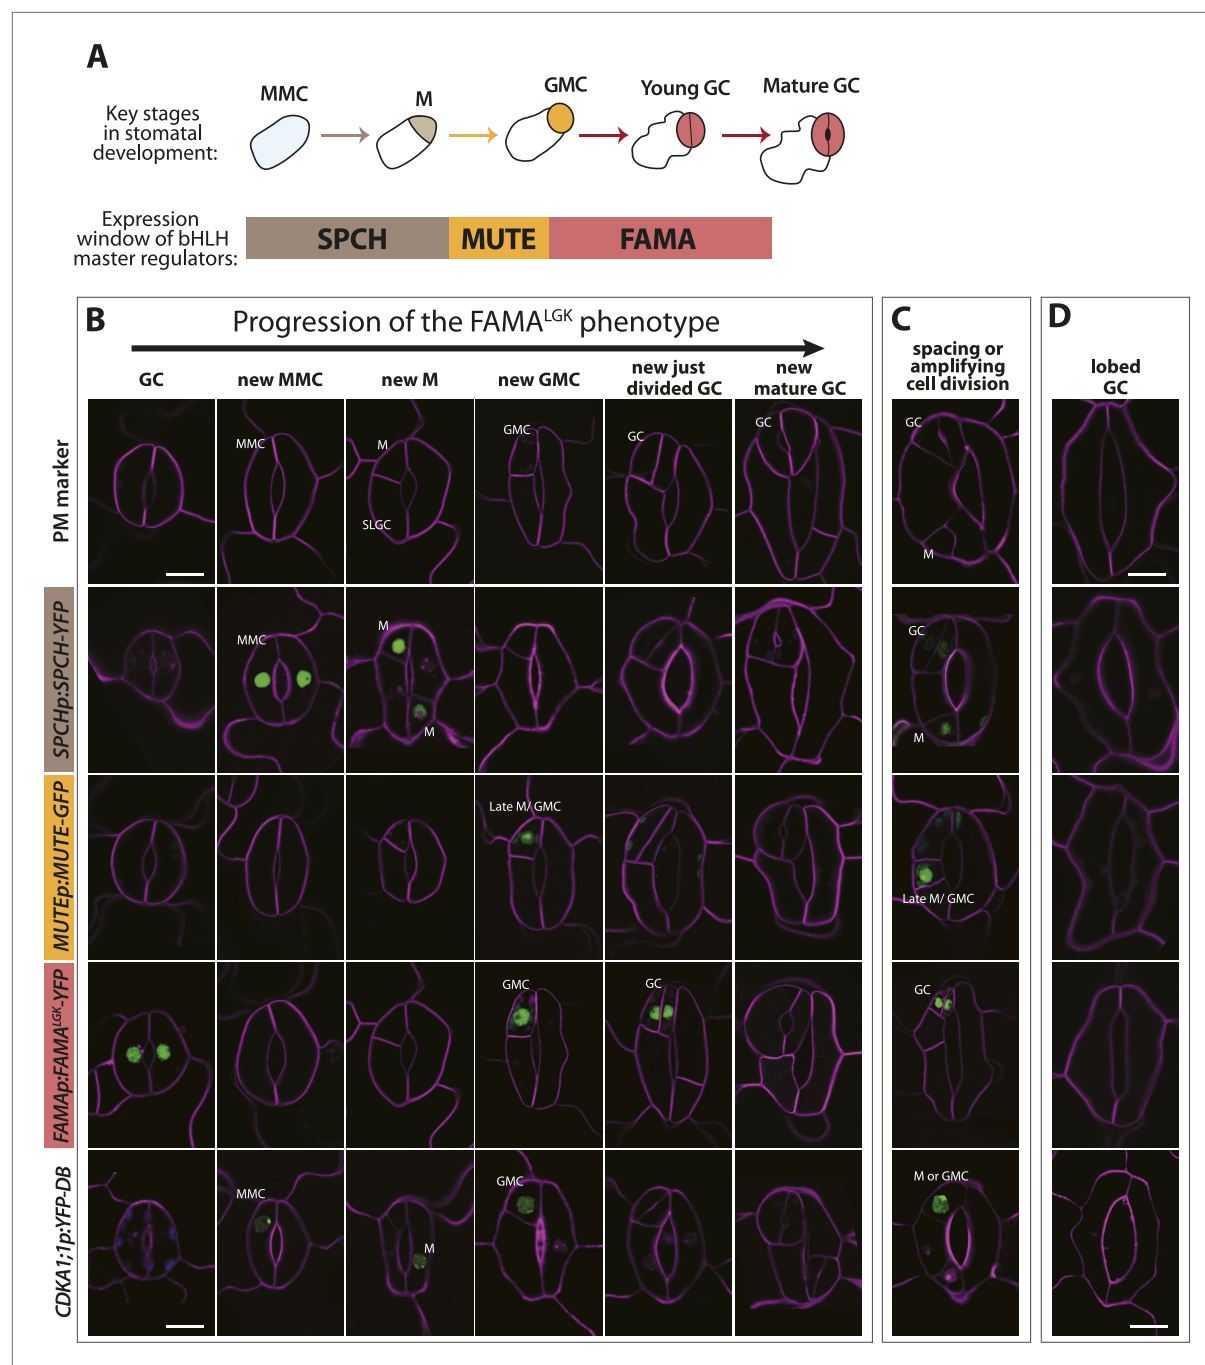 A
Key stages
in stomatal
development:
MMC
M
GMC
Young GC
Mature GC
Expression
window of bHLH
master regulators:
SPCH
MUTE
FAMA
B
Progression of the FAMALGK phenotype
GC
new MMC
new M
new GMC
new just
divided GC
new
mature GC
C
spacing or
amplifying
cell division
D
lobed
GC
PM marker
MMC
M
SLGC
GMC
GC
GC
GC
M
SPCHp:SPCH-YFP
MMC
M
M
GC
M
MUTEp:MUTE-GFP
Late M/ GMC
Late M/ GMC
FAMAp:FAMALGK-YFP
GMC
GC
GC
CDKA1;1p:YFP-DB
MMC
M
GMC
M or GMC